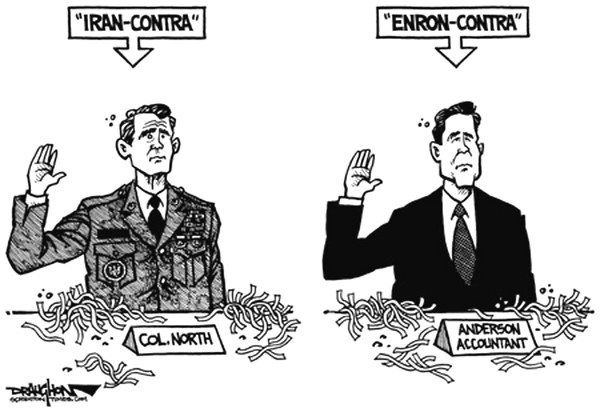 "IRAN-CONTRA"
"ENRON-CONTRA"
COL. NORTH
ANDERSON
ACCOUNTANT
DRAUGHON